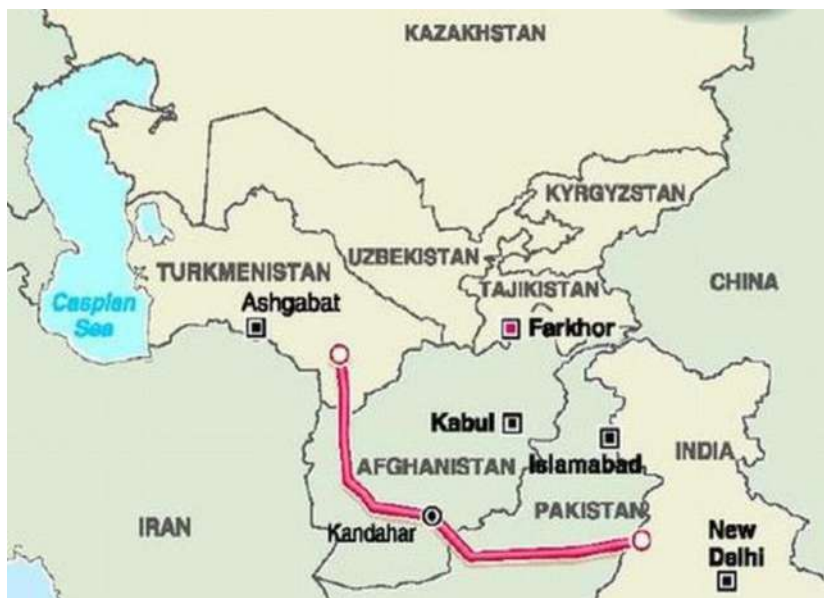 KAZAKHSTAN
KYRGYZSTAN
UZBEKISTAN
TURKMENISTAN
TAJIKISTAN
CHINA
Caspian
Sea
Ashgabat
Farkhor
Kabul
Islamabad
INDIA
AFGHANISTAN
PAKISTAN
IRAN
Kandahar
New
Delhi